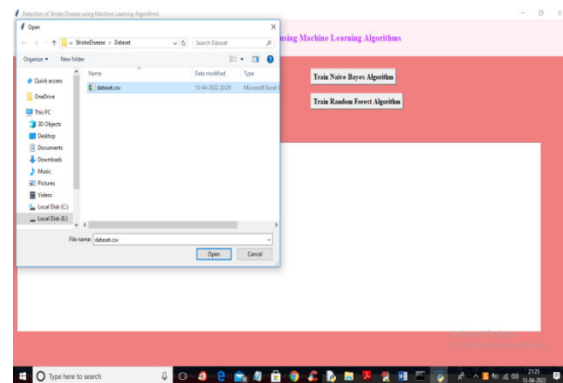 Detection of Stroke Disease using Machine Learning Algorithms
Open
« StrokeDisease > Dataset
Search Dataset
using Machine Learning Algorithms
Organize
New folder
Name
Date modified
Type
Quick access
dataset.csv
Microsoft Excel
OneDrive
This PC
3D Objects
Desktop
Documents
Downloads
Music
Pictures
Videos
Local Disk (C:)
Local Disk (E:)
Train Naive Bayes Algorithm
Train Random Forest Algorithm
File name:
dataset.csv
Open
Cancel
Type here to search
21:25